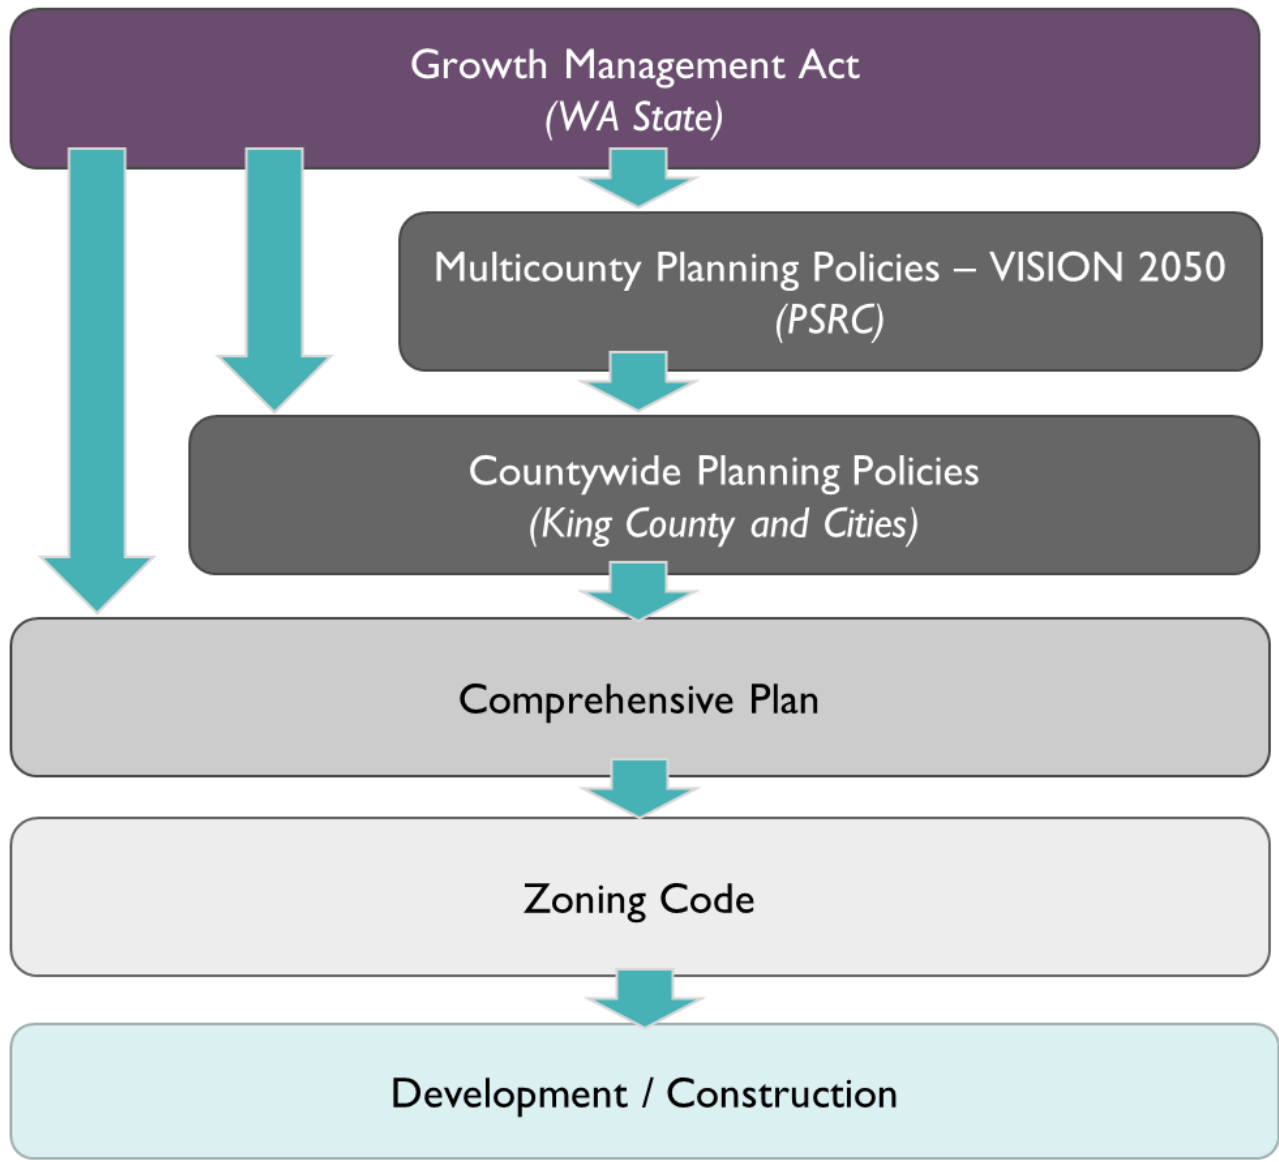 Growth Management Act
(WA State)
Multicounty Planning Policies – VISION 2050
(PSRC)
Countywide Planning Policies
(King County and Cities)
Comprehensive Plan
Zoning Code
Development / Construction